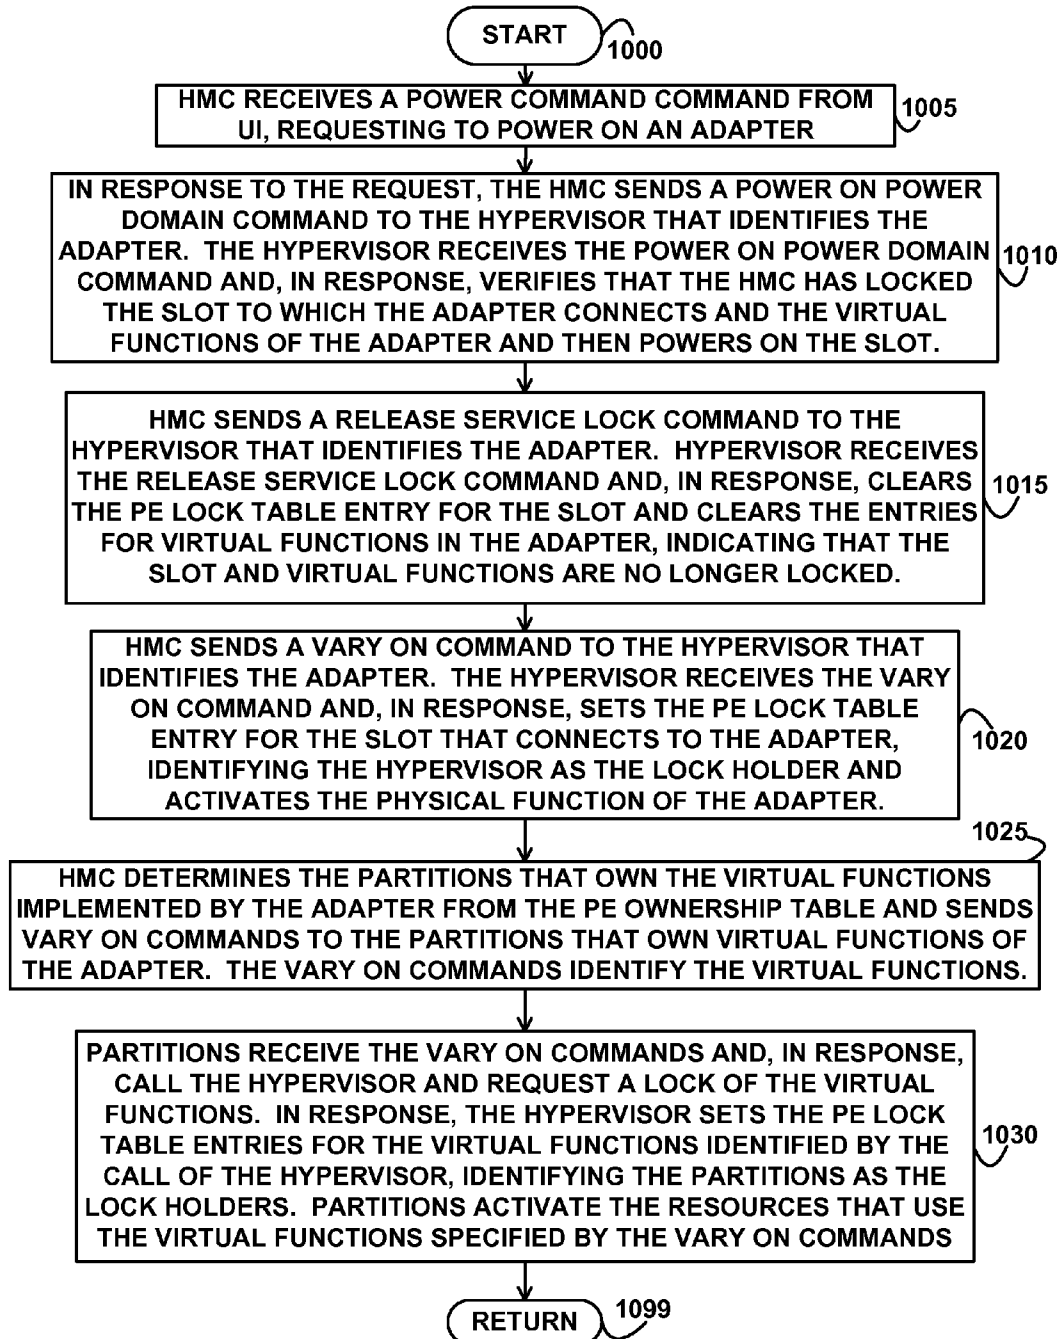 START
1000
HMC RECEIVES A POWER COMMAND COMMAND FROM
UI, REQUESTING TO POWER ON AN ADAPTER
1005
IN RESPONSE TO THE REQUEST, THE HMC SENDS A POWER ON POWER
DOMAIN COMMAND TO THE HYPERVISOR THAT IDENTIFIES THE
ADAPTER. THE HYPERVISOR RECEIVES THE POWER ON POWER DOMAIN
COMMAND AND, IN RESPONSE, VERIFIES THAT THE HMC HAS LOCKED
THE SLOT TO WHICH THE ADAPTER CONNECTS AND THE VIRTUAL
FUNCTIONS OF THE ADAPTER AND THEN POWERS ON THE SLOT.
1010
HMC SENDS A RELEASE SERVICE LOCK COMMAND TO THE
HYPERVISOR THAT IDENTIFIES THE ADAPTER. HYPERVISOR RECEIVES
THE RELEASE SERVICE LOCK COMMAND AND, IN RESPONSE, CLEARS
THE PE LOCK TABLE ENTRY FOR THE SLOT AND CLEARS THE ENTRIES
FOR VIRTUAL FUNCTIONS IN THE ADAPTER, INDICATING THAT THE
SLOT AND VIRTUAL FUNCTIONS ARE NO LONGER LOCKED.
1015
HMC SENDS A VARY ON COMMAND TO THE HYPERVISOR THAT
IDENTIFIES THE ADAPTER. THE HYPERVISOR RECEIVES THE VARY
ON COMMAND AND, IN RESPONSE, SETS THE PE LOCK TABLE
ENTRY FOR THE SLOT THAT CONNECTS TO THE ADAPTER,
IDENTIFYING THE HYPERVISOR AS THE LOCK HOLDER AND
ACTIVATES THE PHYSICAL FUNCTION OF THE ADAPTER.
1020
1025
HMC DETERMINES THE PARTITIONS THAT OWN THE VIRTUAL FUNCTIONS
IMPLEMENTED BY THE ADAPTER FROM THE PE OWNERSHIP TABLE AND SENDS
VARY ON COMMANDS TO THE PARTITIONS THAT OWN VIRTUAL FUNCTIONS OF
THE ADAPTER. THE VARY ON COMMANDS IDENTIFY THE VIRTUAL FUNCTIONS.
PARTITIONS RECEIVE THE VARY ON COMMANDS AND, IN RESPONSE,
CALL THE HYPERVISOR AND REQUEST A LOCK OF THE VIRTUAL
FUNCTIONS. IN RESPONSE, THE HYPERVISOR SETS THE PE LOCK
TABLE ENTRIES FOR THE VIRTUAL FUNCTIONS IDENTIFIED BY THE
CALL OF THE HYPERVISOR, IDENTIFYING THE PARTITIONS AS THE
LOCK HOLDERS. PARTITIONS ACTIVATE THE RESOURCES THAT USE
THE VIRTUAL FUNCTIONS SPECIFIED BY THE VARY ON COMMANDS
1030
RETURN
1099